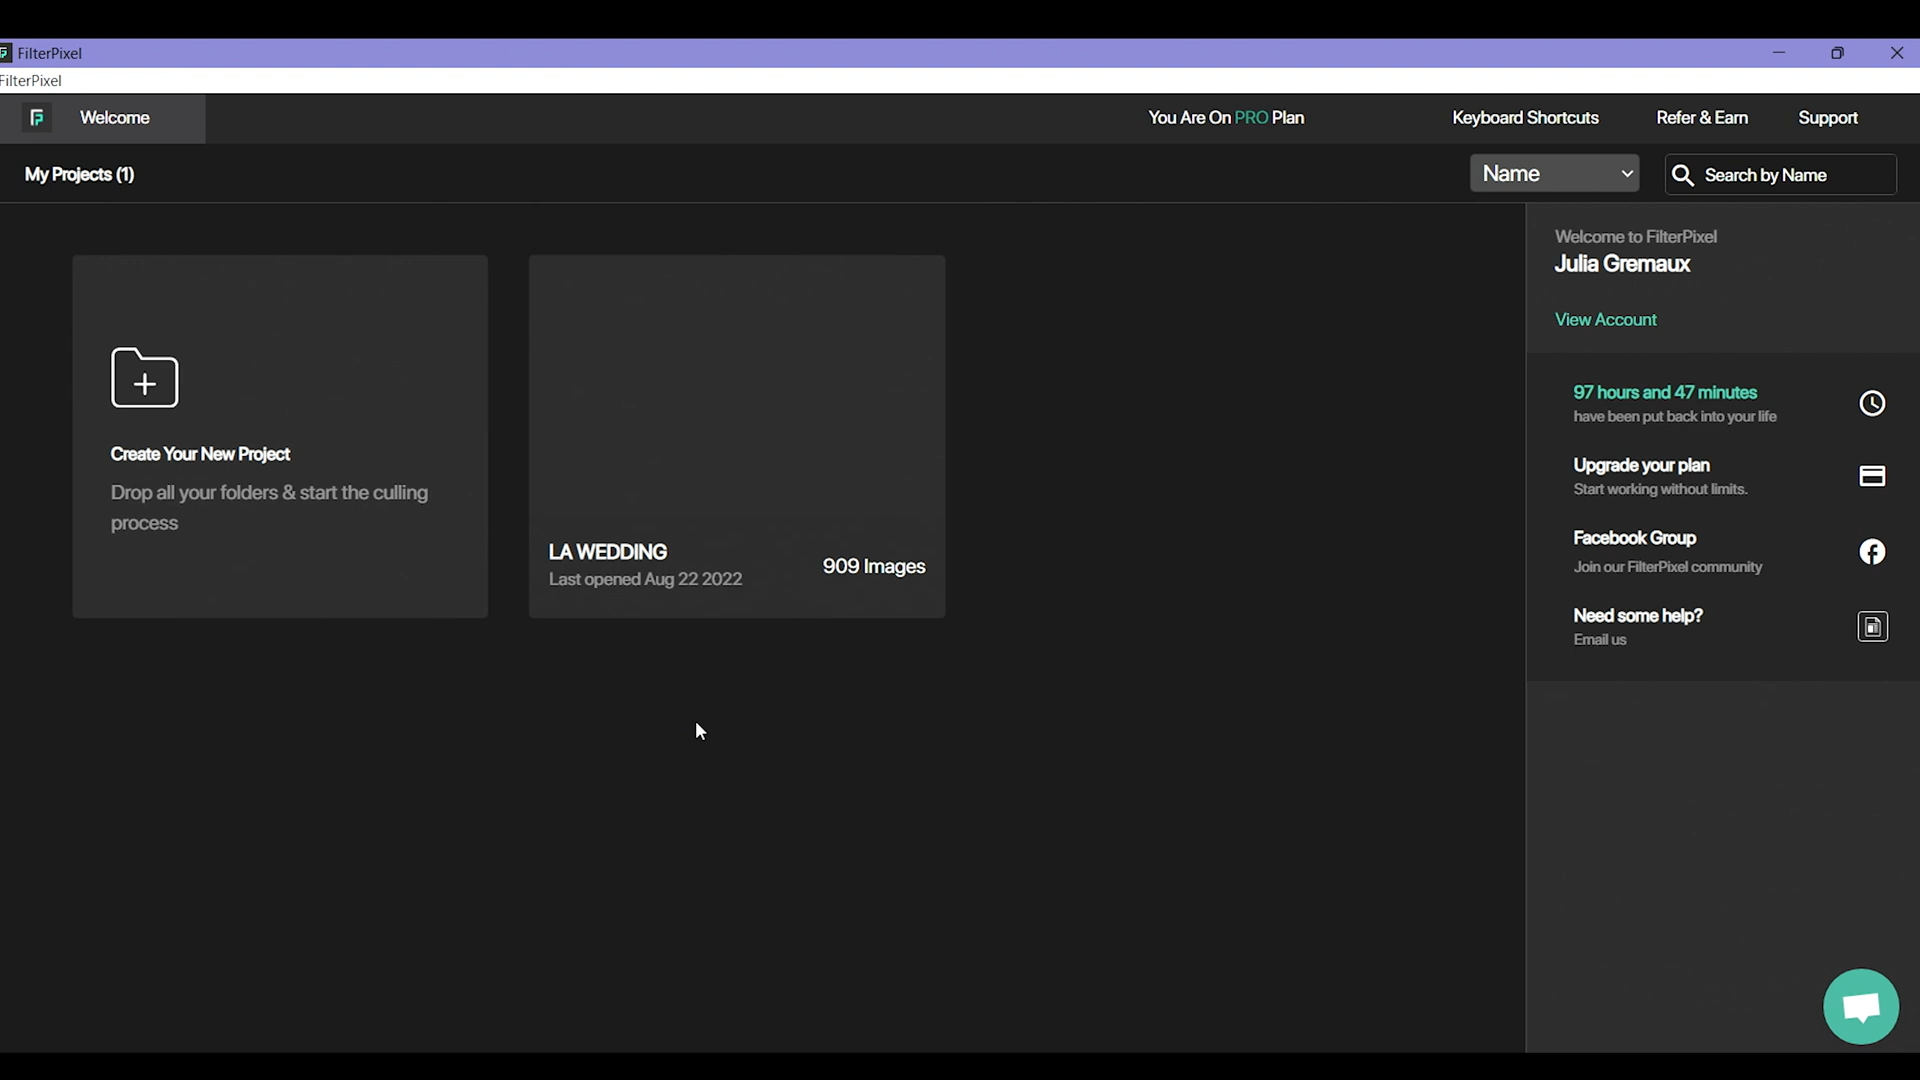 FilterPixel
FilterPixel
Welcome
You Are On PRO Plan
Keyboard Shortcuts
Refer & Earn
Support
My Projects (1)
Name
Search by Name
Create Your New Project
Drop all your folders & start the culling
process
LA WEDDING
Last opened Aug 22 2022
909 Images
Welcome to FilterPixel
Julia Gremaux
View Account
97 hours and 47 minutes
have been put back into your life
Upgrade your plan
Start working without limits.
Facebook Group
Join our FilterPixel community
Need some help?
Email us